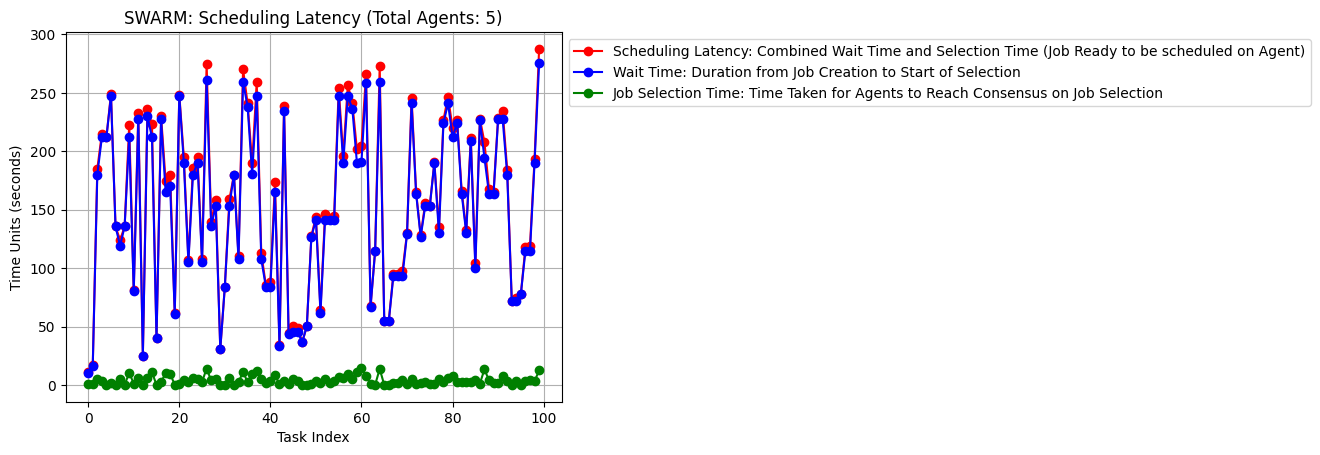 SWARM: Scheduling Latency (Total Agents: 5)
Time Units (seconds)
300
250
200
150
100
50
0
0 20 40 60 80 100
Task Index
Scheduling Latency: Combined Wait Time and Selection Time (Job Ready to be scheduled on Agent)
Wait Time: Duration from Job Creation to Start of Selection
Job Selection Time: Time Taken for Agents to Reach Consensus on Job Selection